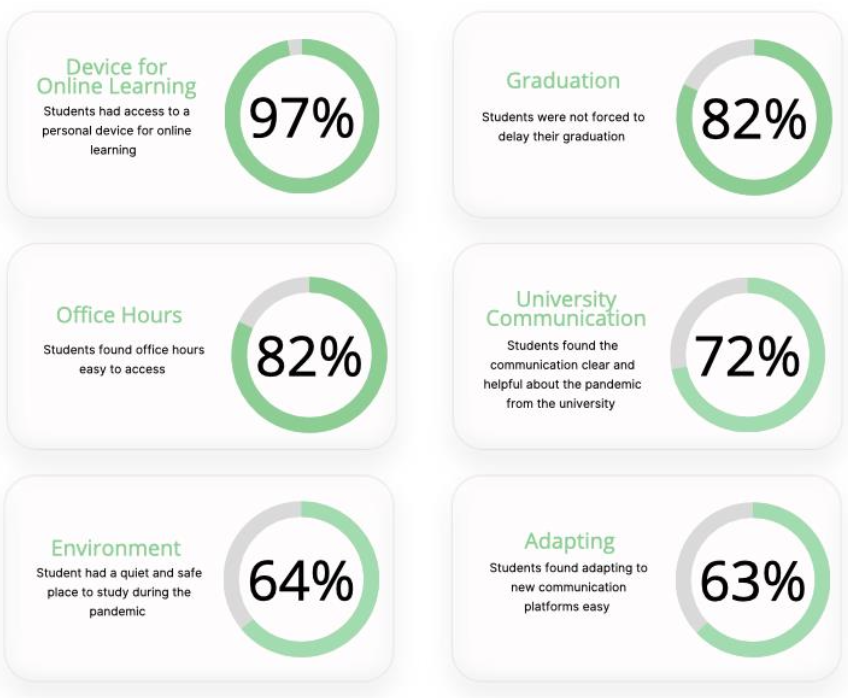 Device for
Online Learning
Students had access to a
personal device for online
learning
97%
Graduation
Students were not forced to
delay their graduation
82%
Office Hours
Students found office hours
easy to access
82%
University
Communication
Students found the
communication clear and
helpful about the pandemic
from the university
72%
Environment
Student had a quiet and safe
place to study during the
pandemic
64%
Adapting
Students found adapting to
new communication
platforms easy
63%